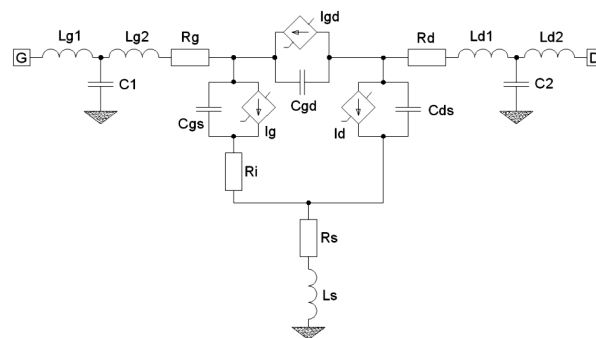 Igd
Lg1 Lg2 Rg Rd Ld1 Ld2
G D
C1 Cgd C2
Cgs Ig Id Cds
Ri
Rs
Ls